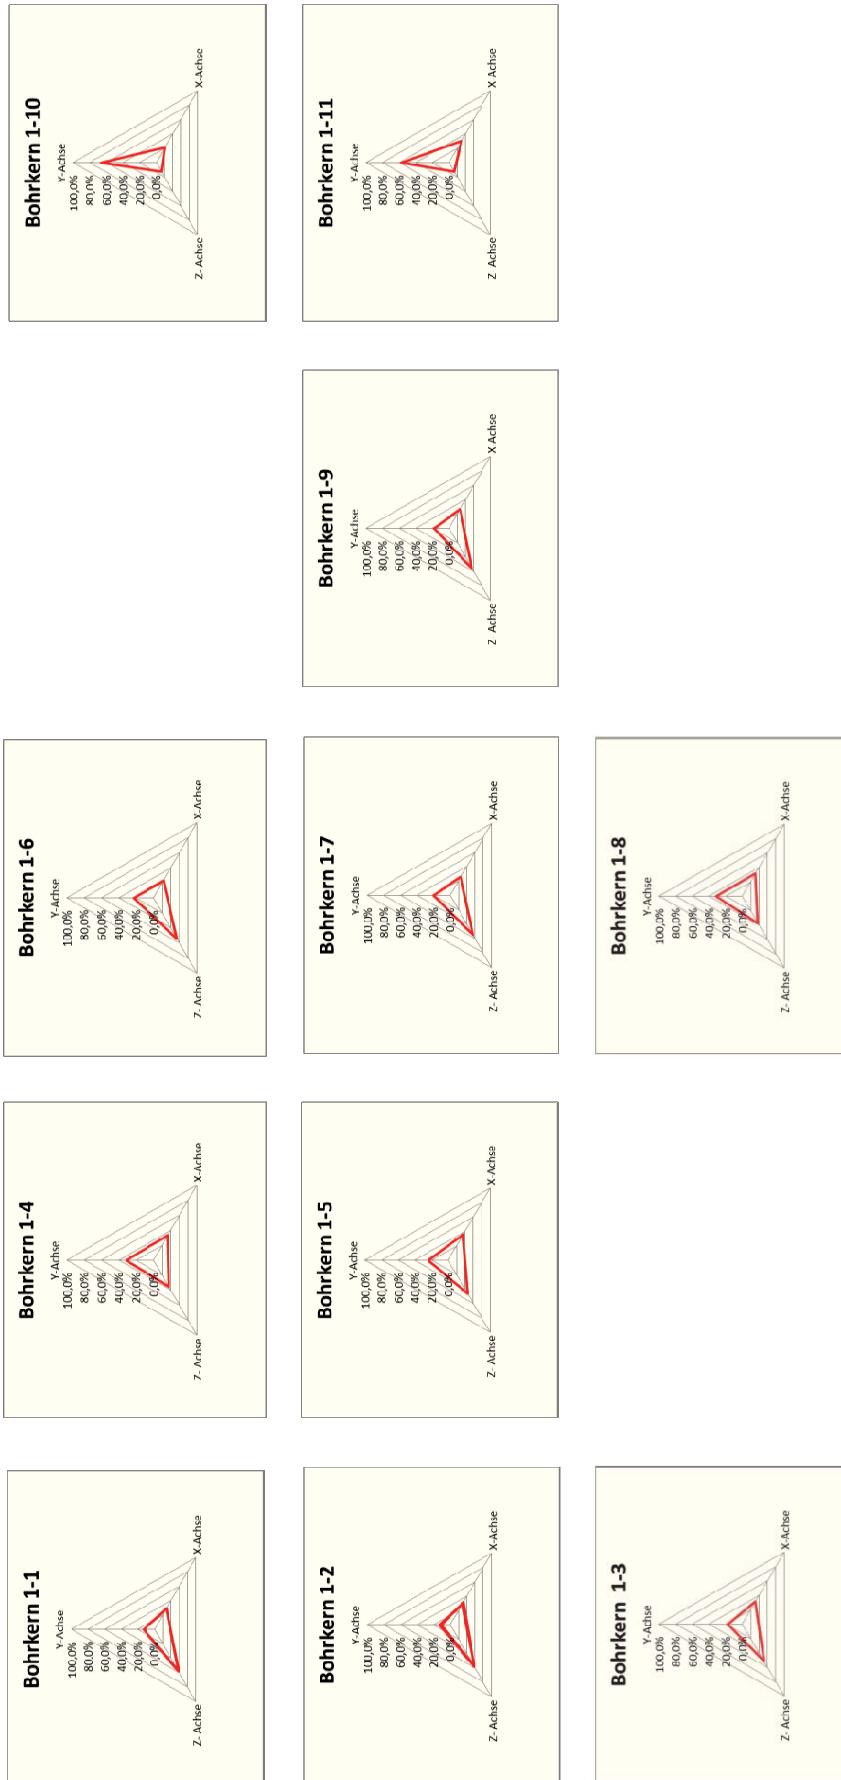 Bohrkern 1-1
Y-Achse
100,0%
80,0%
60,0%
40,0%
20,0%
0,0%
Z- Achse
X-Achse
Bohrkern 1-4
Y-Achse
100,0%
80,0%
60,0%
40,0%
20,0%
0,0%
Z- Achse
X-Achse
Bohrkern 1-6
Y-Achse
100,0%
80,0%
60,0%
40,0%
20,0%
0,0%
Z- Achse
X-Achse
Bohrkern 1-10
Y-Achse
100,0%
80,0%
60,0%
40,0%
20,0%
0,0%
Z- Achse
X-Achse
Bohrkern 1-2
Y-Achse
100,0%
80,0%
60,0%
40,0%
20,0%
0,0%
Z- Achse
X-Achse
Bohrkern 1-5
Y-Achse
100,0%
80,0%
60,0%
40,0%
20,0%
0,0%
Z- Achse
X-Achse
Bohrkern 1-7
Y-Achse
100,0%
80,0%
60,0%
40,0%
20,0%
0,0%
Z- Achse
X-Achse
Bohrkern 1-9
Y-Achse
100,0%
80,0%
60,0%
40,0%
20,0%
0,0%
Z- Achse
X-Achse
Bohrkern 1-11
Y-Achse
100,0%
80,0%
60,0%
40,0%
20,0%
0,0%
Z- Achse
X-Achse
Bohrkern 1-3
Y-Achse
100,0%
80,0%
60,0%
40,0%
20,0%
0,0%
Z- Achse
X-Achse
Bohrkern 1-8
Y-Achse
100,0%
80,0%
60,0%
40,0%
20,0%
0,0%
Z- Achse
X-Achse